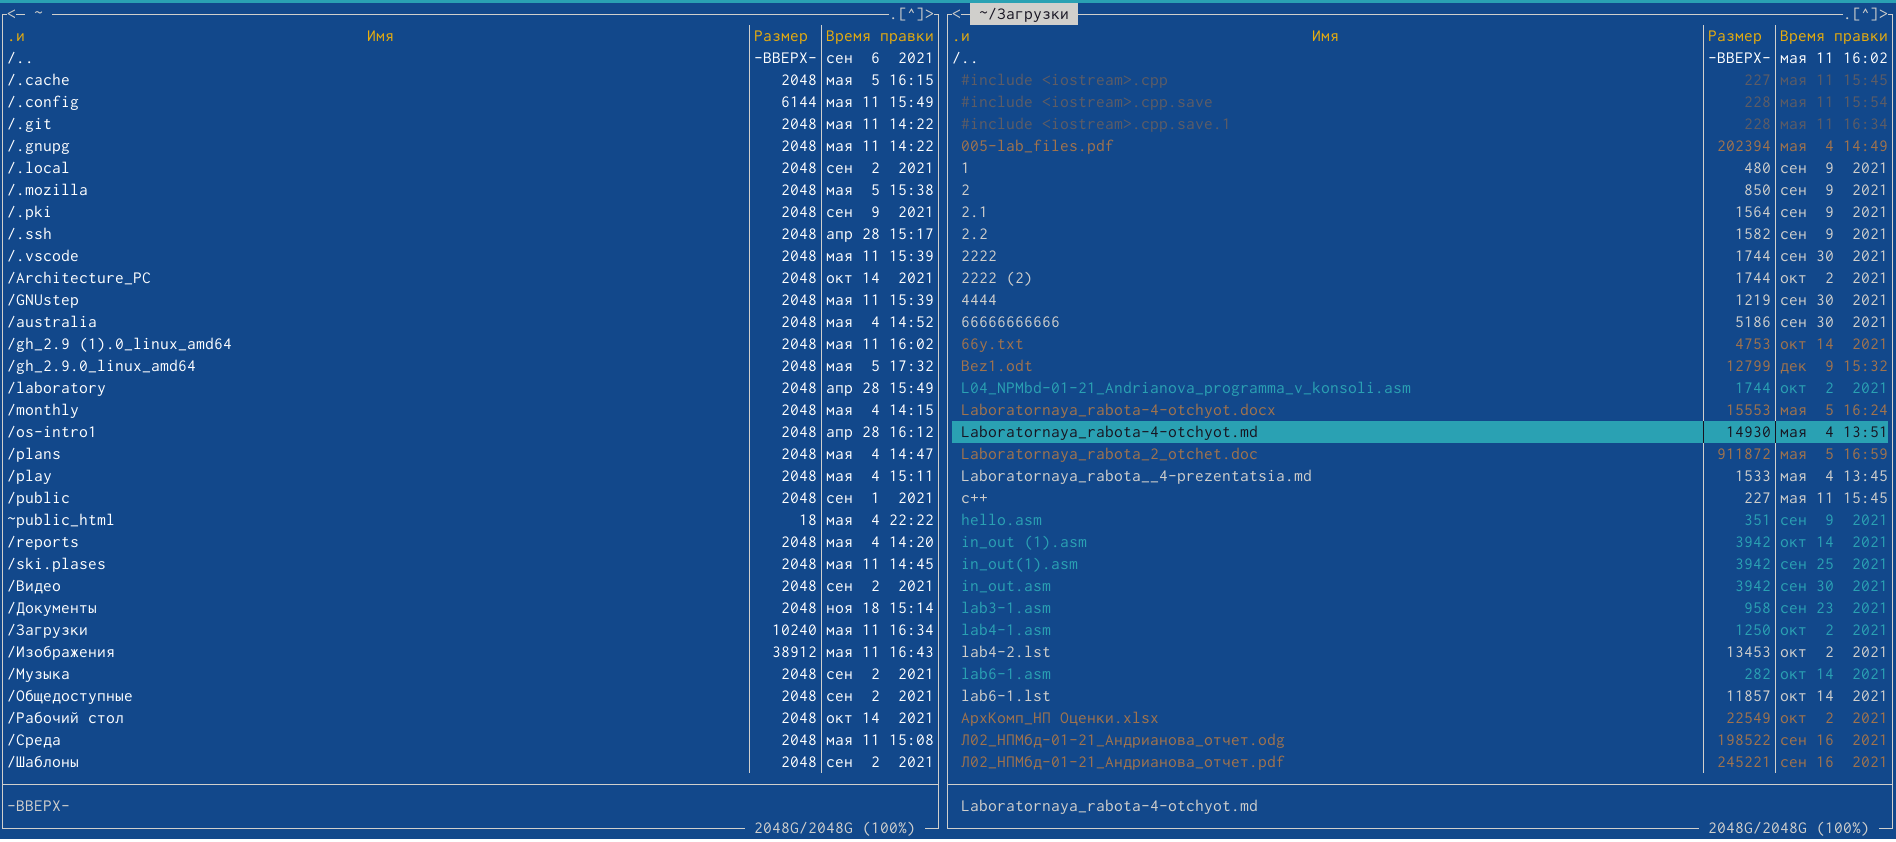 <— ~ .[^]>
.и Имя Размер Время правки
/.. -ВВЕРХ- сен 6 2021
/.cache 2048 мая 5 16:15
/.config 6144 мая 11 15:49
/.git 2048 мая 11 14:22
/.gnupg 2048 мая 11 14:22
/.local 2048 сен 2 2021
/.mozilla 2048 мая 5 15:38
/.pki 2048 сен 9 2021
/.ssh 2048 апр 28 15:17
/.vscode 2048 мая 11 15:39
/Architecture_PC 2048 окт 14 2021
/GNUstep 2048 мая 11 15:39
/australia 2048 мая 4 14:52
/gh_2.9 (1).0_linux_amd64 2048 мая 11 16:02
/gh_2.9.0_linux_amd64 2048 мая 5 17:32
/laboratory 2048 апр 28 15:49
/monthly 2048 мая 4 14:15
/os-intro1 2048 апр 28 16:12
/plans 2048 мая 4 14:47
/play 2048 мая 4 15:11
/public 2048 сен 1 2021
~public_html 18 мая 4 22:22
/reports 2048 мая 4 14:20
/ski.plases 2048 мая 11 14:45
/Видео 2048 сен 2 2021
/Документы 2048 ноя 18 15:14
/Загрузки 10240 мая 11 16:34
/Изображения 38912 мая 11 16:43
/Музыка 2048 сен 2 2021
/Общедоступные 2048 сен 2 2021
/Рабочий стол 2048 окт 14 2021
/Среда 2048 мая 11 15:08
/Шаблоны 2048 сен 2 2021
-ВВЕРХ-
2048G/2048G (100%)
<— ~/Загрузки .[^]>
.и Имя Размер Время правки
/.. -ВВЕРХ- мая 11 16:02
#include <iostream>.cpp 227 мая 11 15:45
#include <iostream>.cpp.save 228 мая 11 15:54
#include <iostream>.cpp.save.1 228 мая 11 16:34
005-lab_files.pdf 202394 мая 4 14:49
1 480 сен 9 2021
2 850 сен 9 2021
2.1 1564 сен 9 2021
2.2 1582 сен 9 2021
2222 1744 сен 30 2021
2222 (2) 1744 окт 2 2021
4444 1219 сен 30 2021
66666666666 5186 сен 30 2021
66y.txt 4753 окт 14 2021
Bez1.odt 12799 дек 9 15:32
L04_NPMbd-01-21_Andrianova_programma_v_konsoli.asm 1744 окт 2 2021
Laboratornaya_rabota-4-otchyot.docx 15553 мая 5 16:24
Laboratornaya_rabota-4-otchyot.md 14930 мая 4 13:51
Laboratornaya_rabota_2_otchet.doc 911872 мая 5 16:59
Laboratornaya_rabota__4-prezentatsia.md 1533 мая 4 13:45
c++ 227 мая 11 15:45
hello.asm 351 сен 9 2021
in_out (1).asm 3942 окт 14 2021
in_out(1).asm 3942 сен 25 2021
in_out.asm 3942 сен 30 2021
lab3-1.asm 958 сен 23 2021
lab4-1.asm 1250 окт 2 2021
lab4-2.lst 13453 окт 2 2021
lab6-1.asm 282 окт 14 2021
lab6-1.lst 11857 окт 14 2021
АрхКомп_НП Оценки.xlsx 22549 окт 2 2021
Л02_НПМбд-01-21_Андрианова_отчет.odg 198522 сен 16 2021
Л02_НПМбд-01-21_Андрианова_отчет.pdf 245221 сен 16 2021
Laboratornaya_rabota-4-otchyot.md
2048G/2048G (100%)